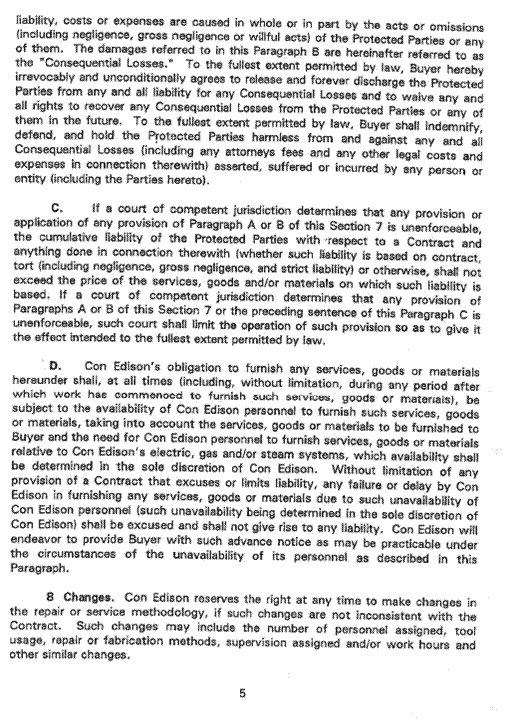 liability, costs or expenses are caused in whole or in part by the acts or omissions
(including negligence, gross negligence or willful acts) of the Protected Parties or any
of them. The damages referred to in this Paragraph B are hereinafter referred to as
the "Consequential Losses." To the fullest extent permitted by law, Buyer hereby
irrevocably and unconditionally agrees to release and forever discharge the Protected
Parties from any and all liability for any Consequential Losses and to waive any and
all rights to recover any Consequential Losses from the Protected Parties or any of
them in the future. To the fullest extent permitted by law, Buyer shall indemnify,
defend, and hold the Protected Parties harmless from and against any and all
Consequential Losses (including any attorneys fees and any other legal costs and
expenses in connection therewith) asserted, suffered or incurred by any person or
entity (including the Parties hereto).
C. If a court of competent jurisdiction determines that any provision or
application of any provision of Paragraph A or B of this Section 7 is unenforceable,
the cumulative liability of the Protected Parties with respect to a Contract and
anything done in connection therewith (whether such liability is based on contract,
tort (including negligence, gross negligence, and strict liability) or otherwise, shall not
exceed the price of the services, goods and/or materials on which such liability is
based. If a court of competent jurisdiction determines that any provision of
Paragraphs A or B of this Section 7 or the preceding sentence of this Paragraph C is
unenforceable, such court shall limit the operation of such provision so as to give it
the effect intended to the fullest extent permitted by law.
D. Con Edison's obligation to furnish any services, goods or materials
hereunder shall, at all times (including, without limitation, during any period after
which work has commenced to furnish such services, goods or materials), be
subject to the availability of Con Edison personnel to furnish such services, goods
or materials, taking into account the services, goods or materials to be furnished to
Buyer and the need for Con Edison personnel to furnish services, goods or materials
relative to Con Edison's electric, gas and/or steam systems, which availability shall
be determined in the sole discretion of Con Edison. Without limitation of any
provision of a Contract that excuses or limits liability, any failure or delay by Con
Edison in furnishing any services, goods or materials due to such unavailability of
Con Edison personnel (such unavailability being determined in the sole discretion of
Con Edison) shall be excused and shall not give rise to any liability. Con Edison will
endeavor to provide Buyer with such advance notice as may be practicable under
the circumstances of the unavailability of its personnel as described in this
Paragraph.
8 Changes. Con Edison reserves the right at any time to make changes in
the repair or service methodology, if such changes are not inconsistent with the
Contract. Such changes may include the number of personnel assigned, tool
usage, repair or fabrication methods, supervision assigned and/or work hours and
other similar changes.
5